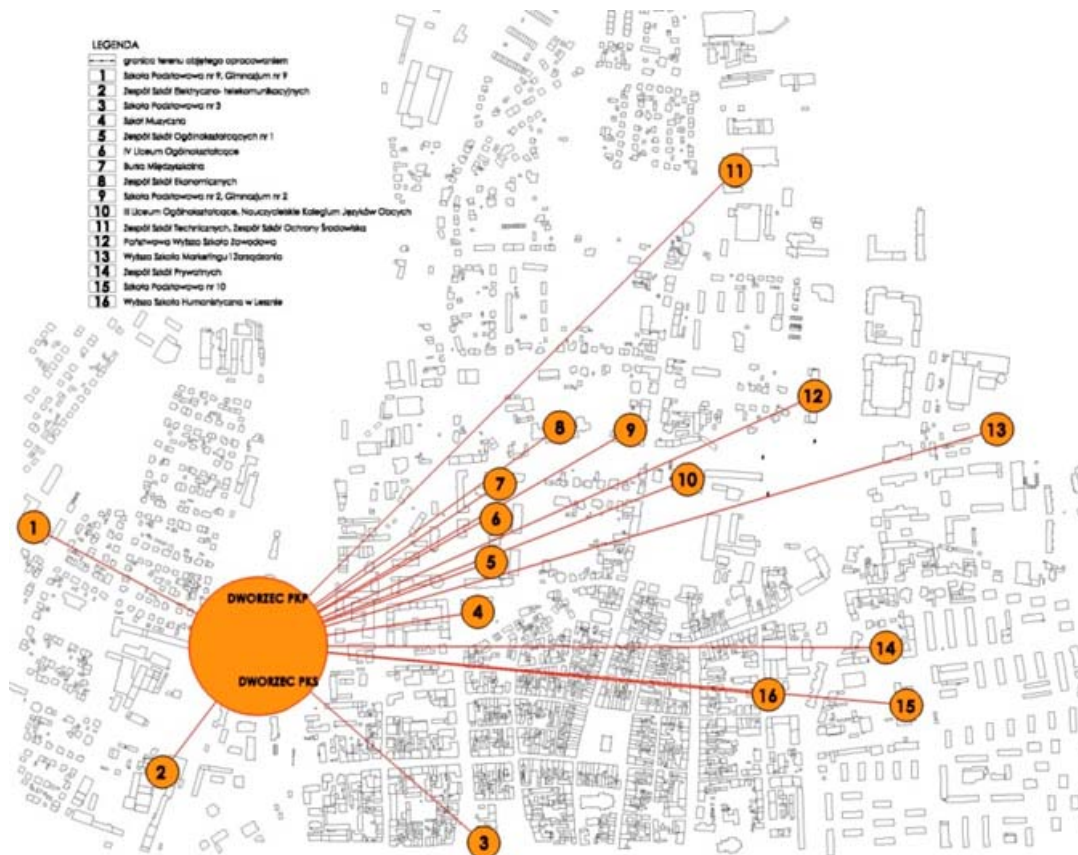 LEGENDA
granica terenu objętego opracowaniem
1 Szkoła Podstawowa nr 9, Gimnazjum nr 9
2 Zespół Szkół Elektryczno- telekomunikacyjnych
3 Szkoła Podstawowa nr 3
4 Szkoł Muzyczna
5 Zespół Szkół Ogólnokształcących nr 1
6 IV Liceum Ogólnokształcące
7 Bursa Międzyszkolna
8 Zespół Szkół Ekonomicznych
9 Szkoła Podstawowa nr 2, Gimnazjum nr 2
10 III Liceum Ogólnokształcące, Nauczycielskie Kolegium Języków Obcych
11 Zespół Szkół Technicznych, Zespół Szkół Ochrony Środowiska
12 Państwowa Wyższa Szkoła Zawodowa
13 Wyższa Szkoła Marketingu i Zarządzania
14 Zespół Szkół Prywatnych
15 Szkoła Podstawowa nr 10
16 Wyższa Szkoła Humanistyczna w Lesznie
11
12
8
9
13
10
7
6
1
5
DWORZEC PKP
4
14
DWORZEC PKS
16
15
2
3